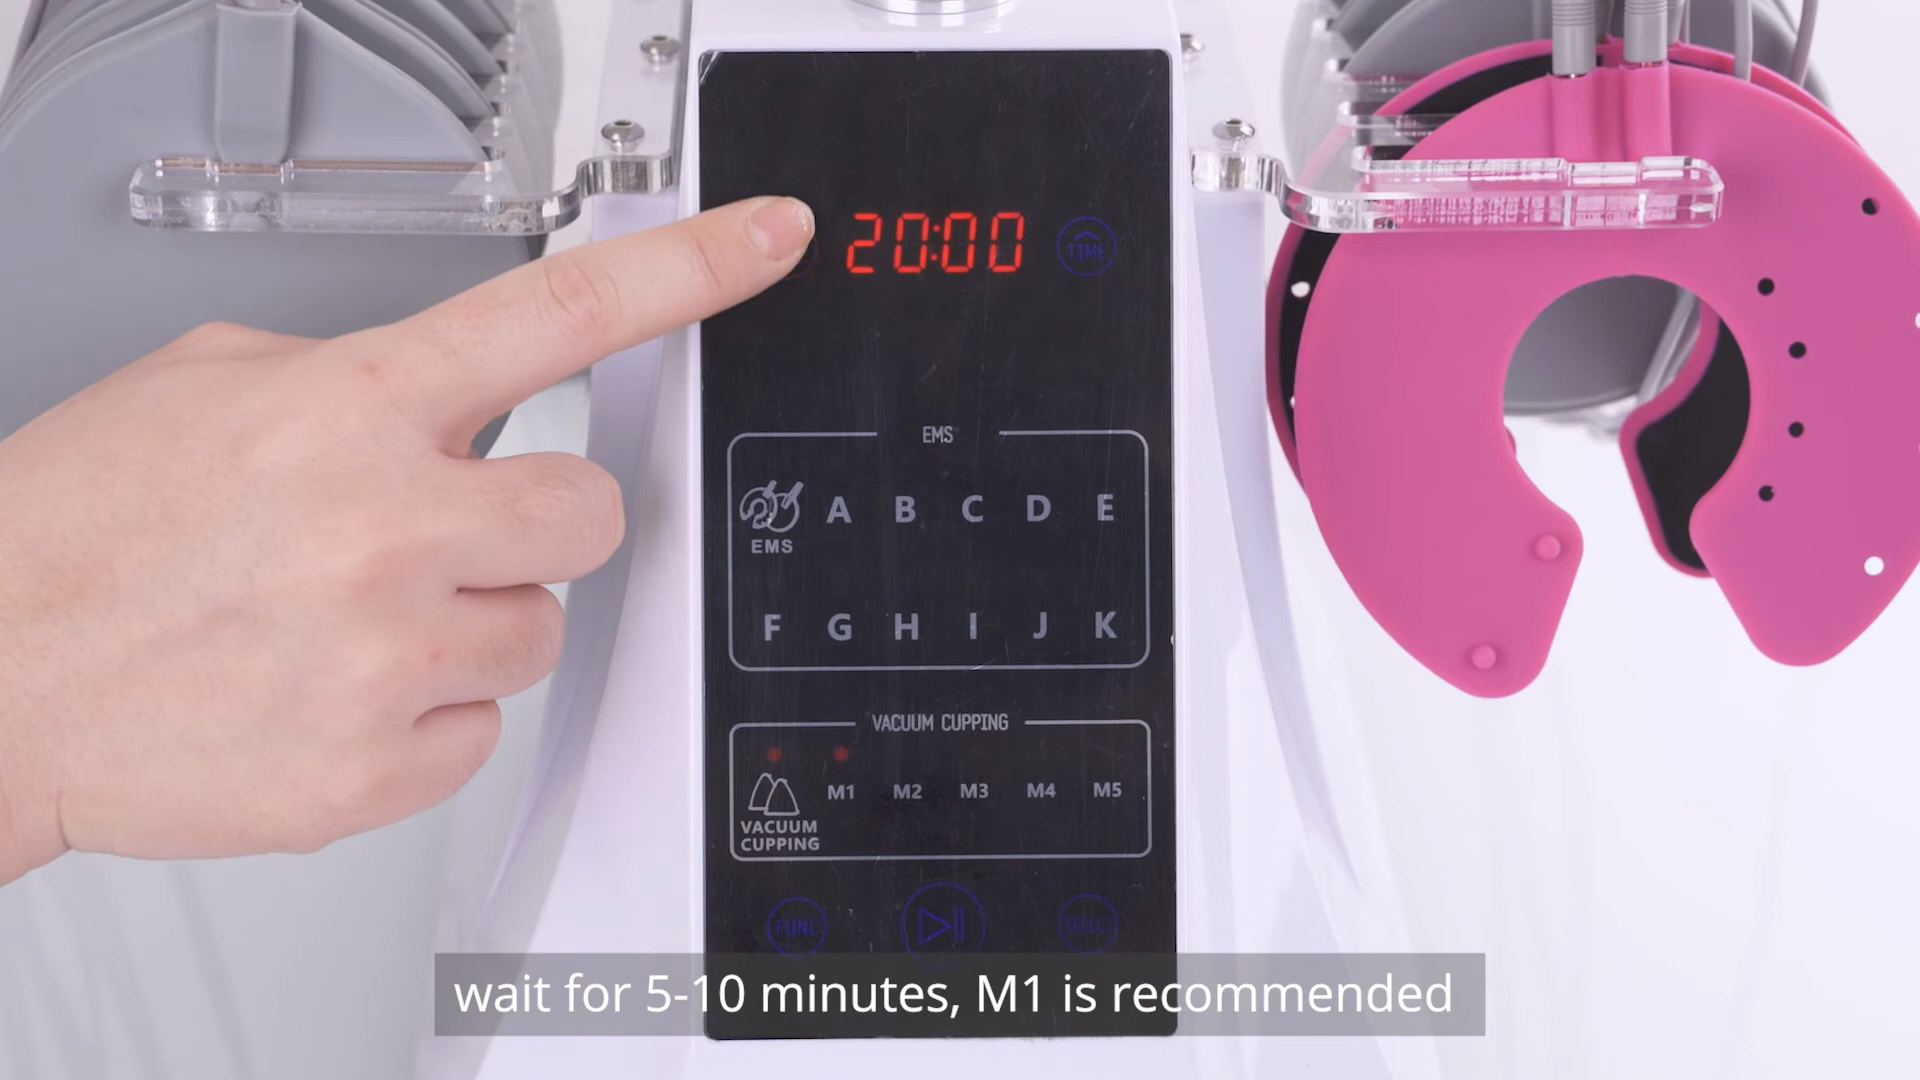 20:00
TIME
EMS
EMS
A B C D E
F G H I J K
VACUUM CUPPING
M1 M2 M3 M4 M5
VACUUM
CUPPING
FUNC
SELECT
wait for 5-10 minutes, M1 is recommended